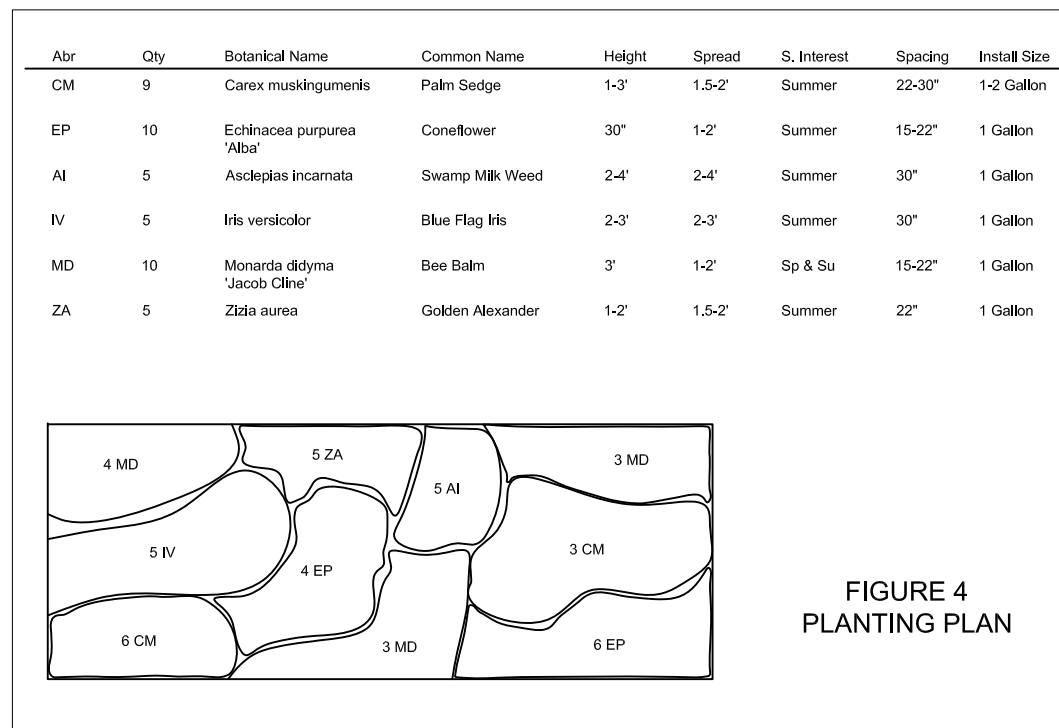 Abr Qty Botanical Name Common Name Height Spread S. Interest Spacing Install Size
CM 9 Carex muskingumenis Palm Sedge 1-3' 1.5-2' Summer 22-30" 1-2 Gallon
EP 10 Echinacea purpurea Coneflower 30" 1-2' Summer 15-22" 1 Gallon
'Alba'
AI 5 Asclepias incarnata Swamp Milk Weed 2-4' 2-4' Summer 30" 1 Gallon
IV 5 Iris versicolor Blue Flag Iris 2-3' 2-3' Summer 30" 1 Gallon
MD 10 Monarda didyma Bee Balm 3' 1-2' Sp & Su 15-22" 1 Gallon
'Jacob Cline'
ZA 5 Zizia aurea Golden Alexander 1-2' 1.5-2' Summer 22" 1 Gallon
4 MD
5 ZA
3 MD
5 AI
5 IV
3 CM
4 EP
6 CM
3 MD
6 EP
FIGURE 4
PLANTING PLAN